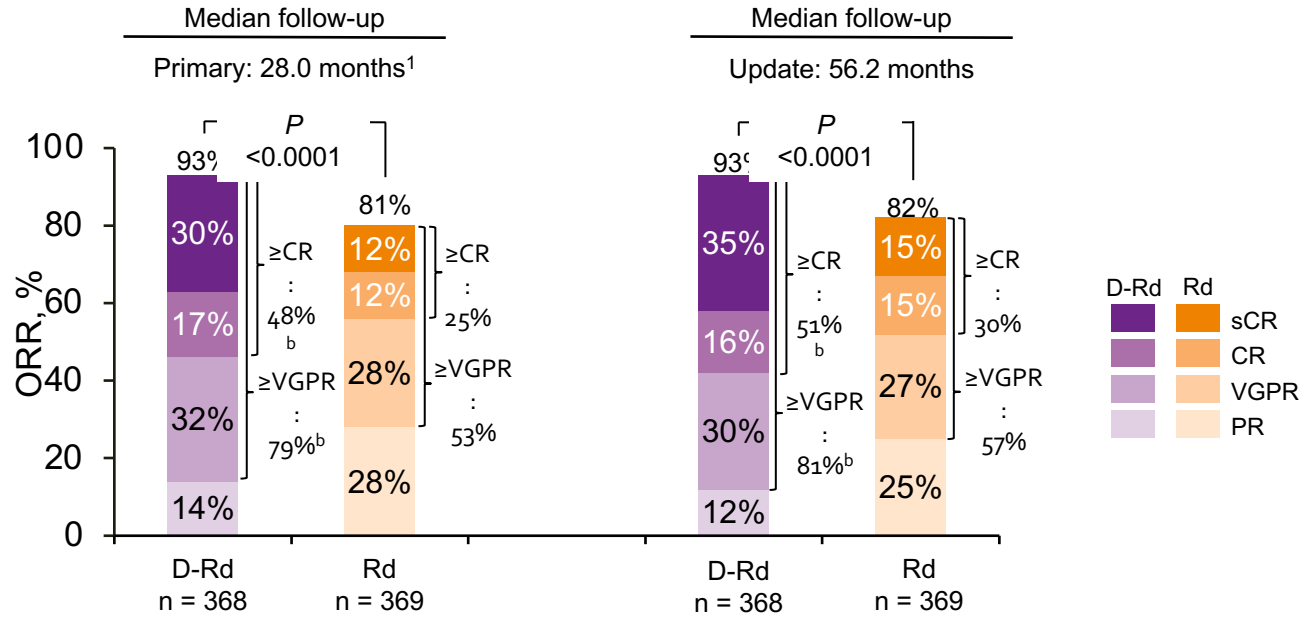 Median follow-up
Primary: 28.0 months¹
Median follow-up
Update: 56.2 months
ORR, %
100
80
60
40
20
0
P
<0.0001
93%
30%
17%
32%
14%
≥CR
:
48%
b
≥VGPR
:
79%ᵇ
81%
12%
12%
28%
28%
≥CR
:
25%
≥VGPR
:
53%
D-Rd
n = 368
Rd
n = 369
P
<0.0001
93%
35%
16%
30%
12%
≥CR
:
51%
b
≥VGPR
:
81%ᵇ
82%
15%
15%
27%
25%
≥CR
:
30%
≥VGPR
:
57%
D-Rd
n = 368
Rd
n = 369
D-Rd Rd
sCR
CR
VGPR
PR